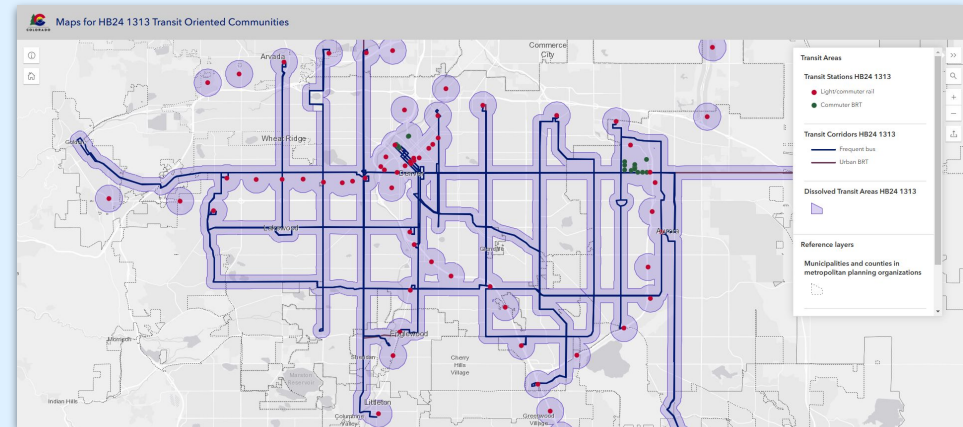 COLORADO
Maps for HB24 1313 Transit Oriented Communities
Commerce
City
Arvada
Wheat Ridge
Golden
Denver
Lakewood
Glendale
Aurora
Englewood
Morrison
Sheridan
Cherry
Hills
Village
Marston
Reservoir
Indian Hills
Littleton
Columbine
Valley
Greenwood
Village
Transit Areas
Transit Stations HB24 1313
Light/commuter rail
Commuter BRT
Transit Corridors HB24 1313
Frequent bus
Urban BRT
Dissolved Transit Areas HB24 1313
Reference layers
Municipalities and counties in
metropolitan planning organizations